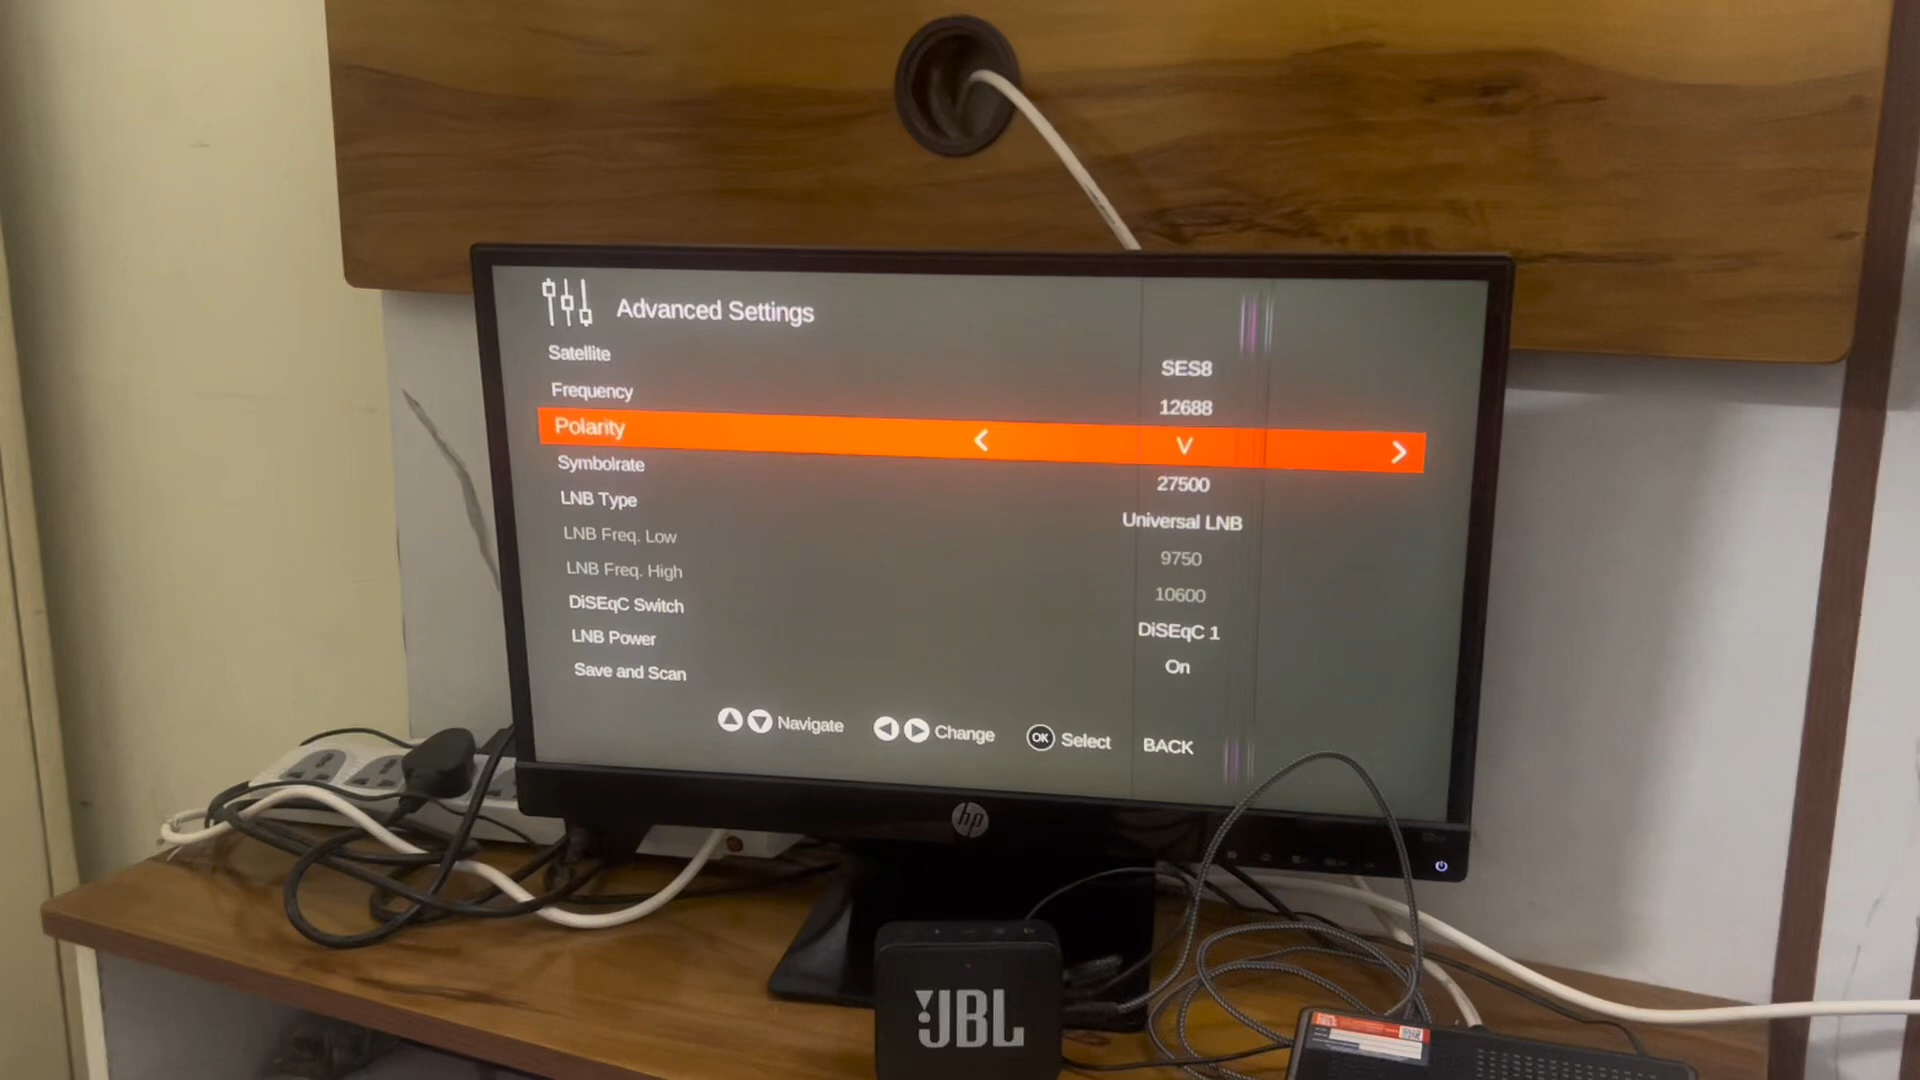 Advanced Settings
Satellite SES8
Frequency 12688
Polarity V
Symbolrate 27500
LNB Type Universal LNB
LNB Freq. Low 9750
LNB Freq. High 10600
DiSEqC Switch DiSEqC 1
LNB Power On
Save and Scan
Navigate Change OK Select BACK
hp
JBL